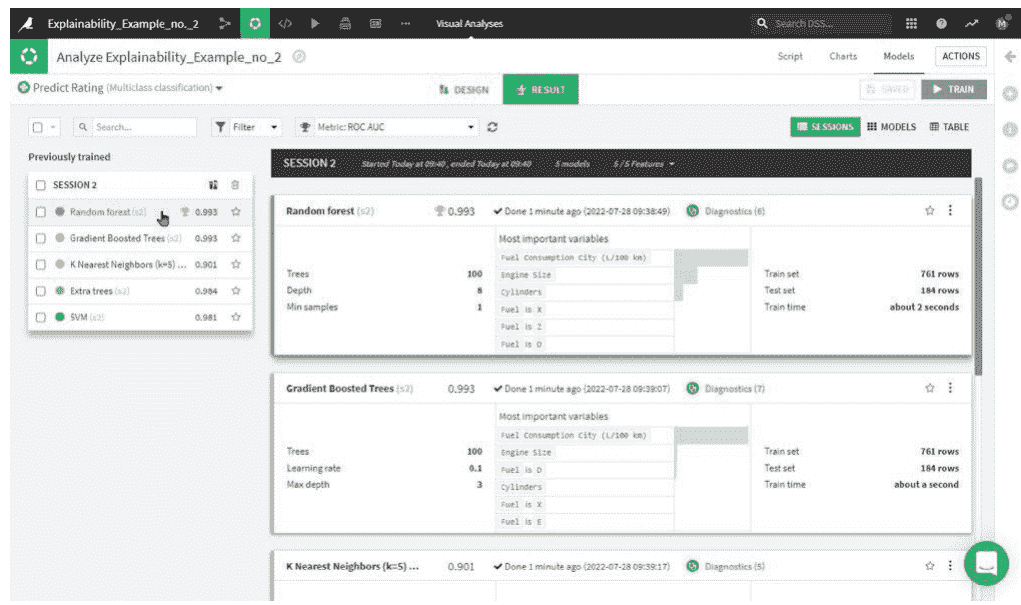 Explainability_Example_no._2
Visual Analyses
Search DSS...
Analyze Explainability_Example_no_2
Script
Charts
Models
ACTIONS
Predict Rating (Multiclass classification)
DESIGN
RESULT
SAVED
TRAIN
Search...
Filter
Metric: ROC AUC
SESSIONS
MODELS
TABLE
Previously trained
SESSION 2
Random forest (s2) 0.993
Gradient Boosted Trees (s2) 0.993
K Nearest Neighbors (k=5) ... 0.901
Extra trees (s2) 0.984
SVM (s2) 0.981
SESSION 2 Started Today at 09:40, ended Today at 09:40 5 models 5 / 5 Features
Random forest (s2) 0.993 Done 1 minute ago (2022-07-28 09:38:49) Diagnostics (6)
Trees 100
Depth 8
Min samples 1
Most important variables
Fuel Consumption City (L/100 km)
Engine Size
Cylinders
Fuel is X
Fuel is Z
Fuel is D
Train set 761 rows
Test set 184 rows
Train time about 2 seconds
Gradient Boosted Trees (s2) 0.993 Done 1 minute ago (2022-07-28 09:39:07) Diagnostics (7)
Trees 100
Learning rate 0.1
Max depth 3
Most important variables
Fuel Consumption City (L/100 km)
Engine Size
Fuel is D
Cylinders
Fuel is X
Fuel is E
Train set 761 rows
Test set 184 rows
Train time about a second
K Nearest Neighbors (k=5) ... 0.901 Done 1 minute ago (2022-07-28 09:39:17) Diagnostics (5)